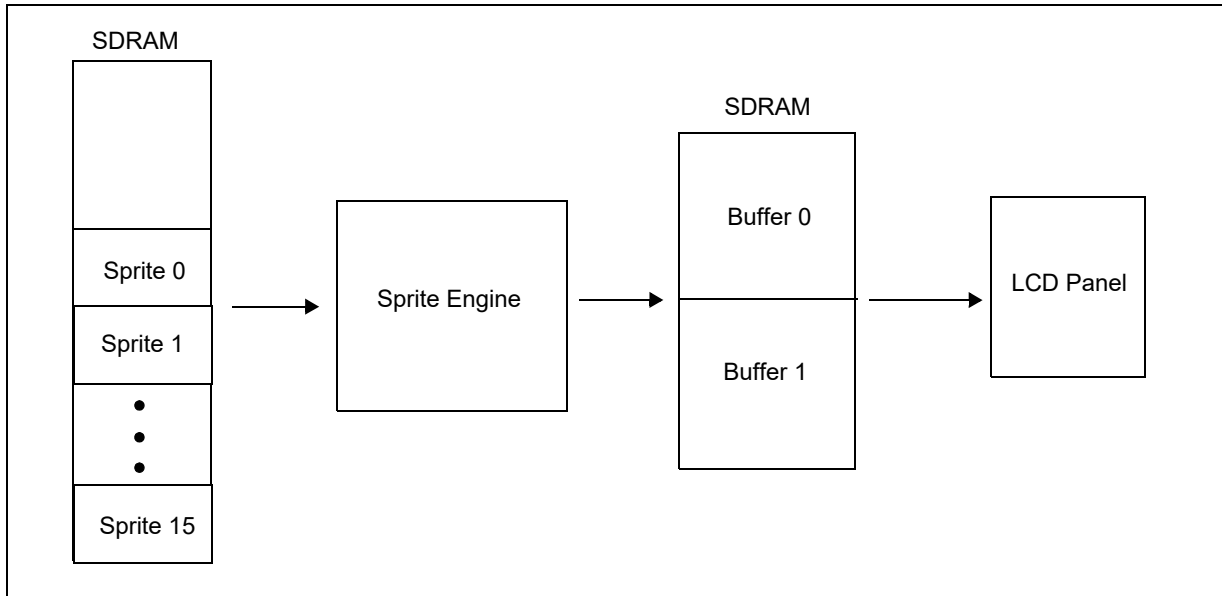 SDRAM
Sprite 0
Sprite 1
Sprite 15
Sprite Engine
SDRAM
Buffer 0
Buffer 1
LCD Panel